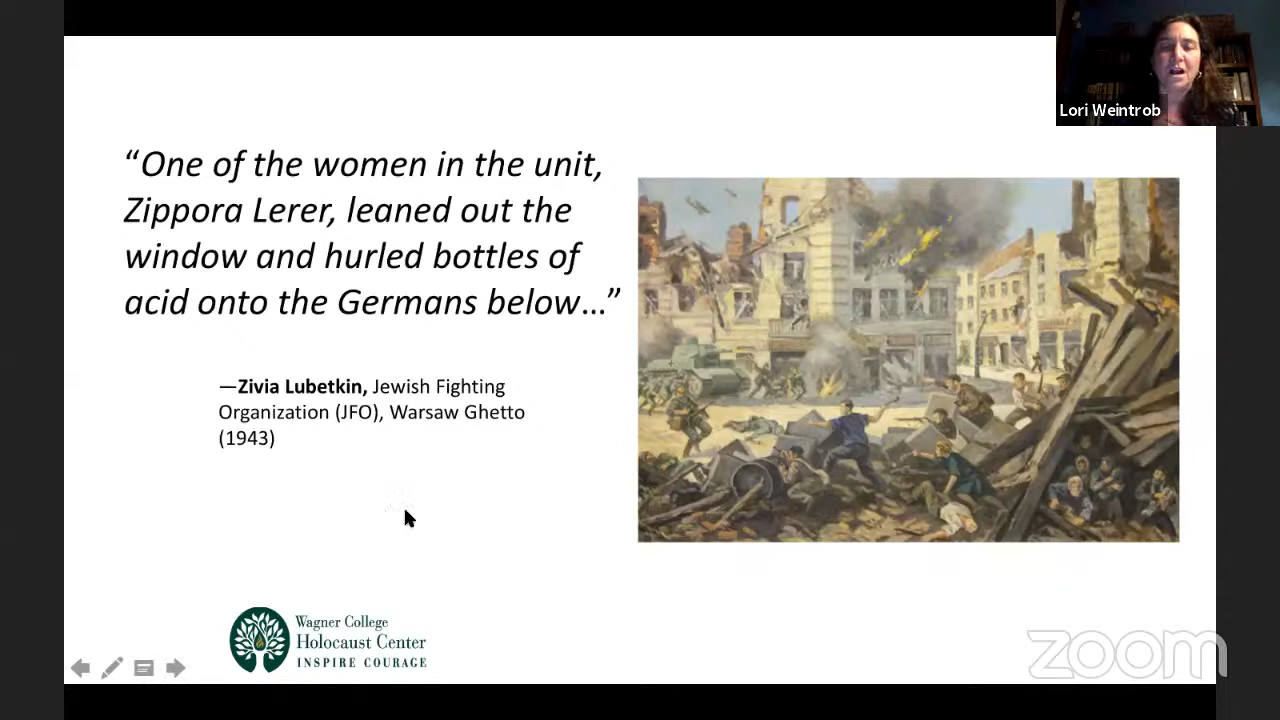 Lori Weintrob
“One of the women in the unit,
Zippora Lerer, leaned out the
window and hurled bottles of
acid onto the Germans below…”
—Zivia Lubetkin, Jewish Fighting
Organization (JFO), Warsaw Ghetto
(1943)
Wagner College
Holocaust Center
INSPIRE COURAGE
zoom